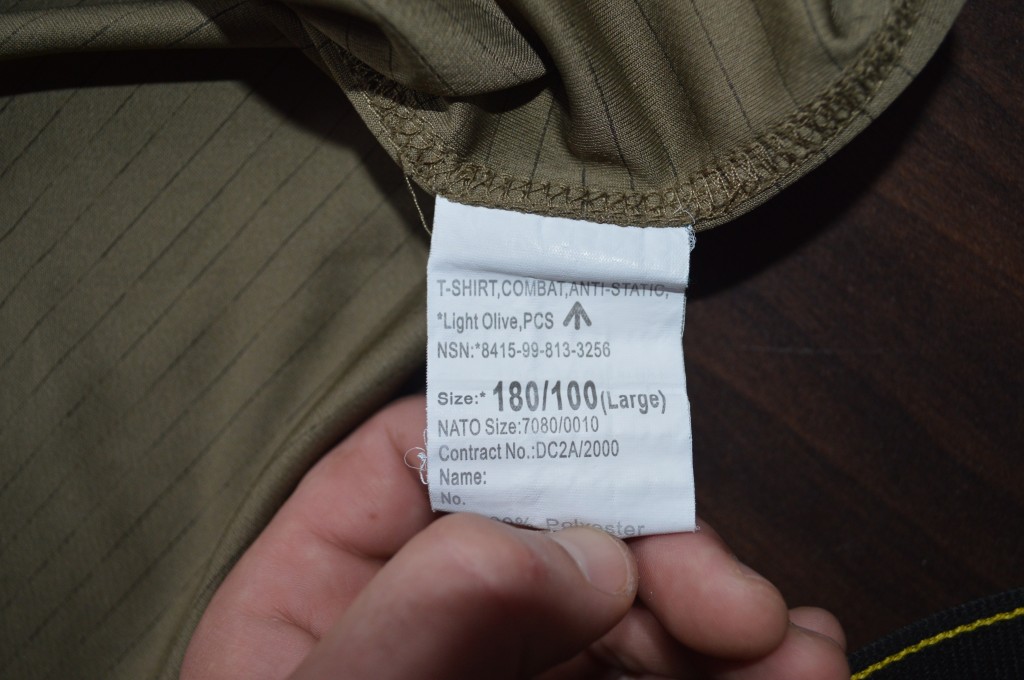 T-SHIRT,COMBAT,ANTI-STATIC,
*Light Olive,PCS
NSN:*8415-99-813-3256
Size:* 180/100(Large)
NATO Size:7080/0010
Contract No.:DC2A/2000
Name:
No.
Polyester